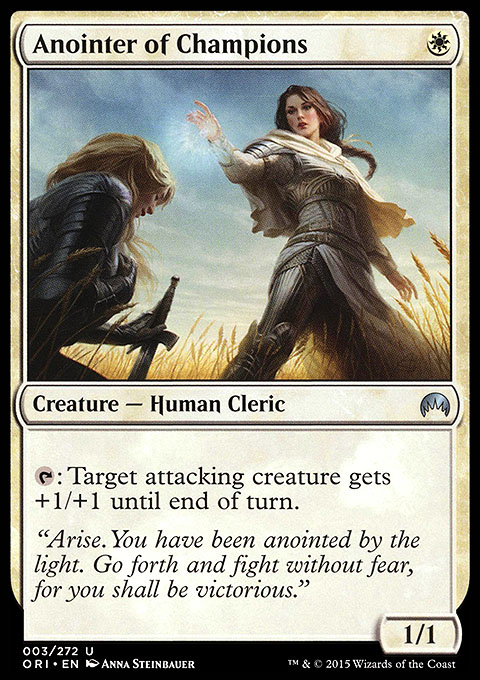 Anointer of Champions
Creature — Human Cleric
: Target attacking creature gets
+1/+1 until end of turn.
“Arise. You have been anointed by the
light. Go forth and fight without fear,
for you shall be victorious.”
1/1
003/272 U
ORI • EN Anna Steinbauer
™ & © 2015 Wizards of the Coast